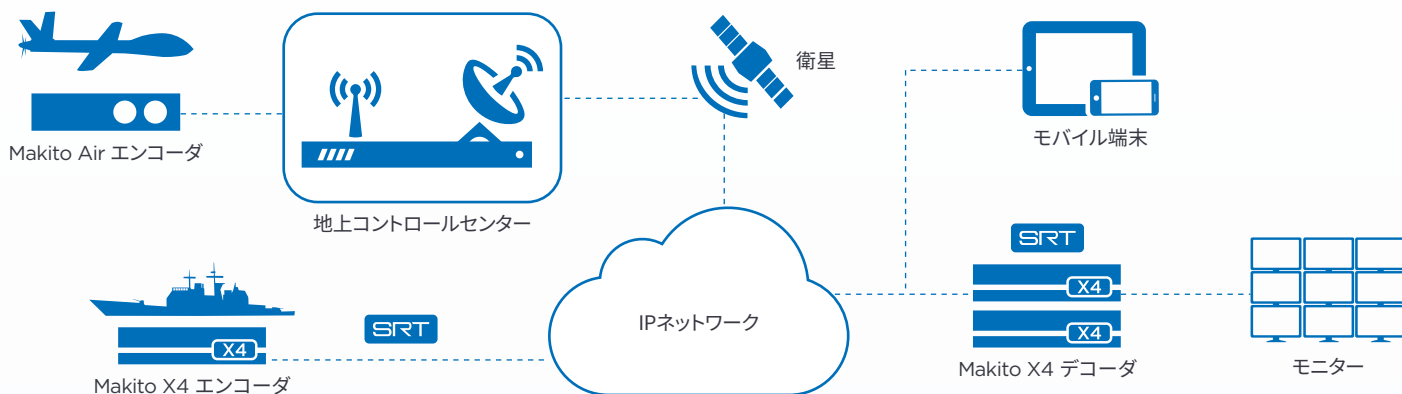 Makito Air エンコーダ
地上コントロールセンター
衛星
モバイル端末
SRT
X4
Makito X4 エンコーダ
IPネットワーク
SRT
X4
X4
Makito X4 デコーダ
モニター